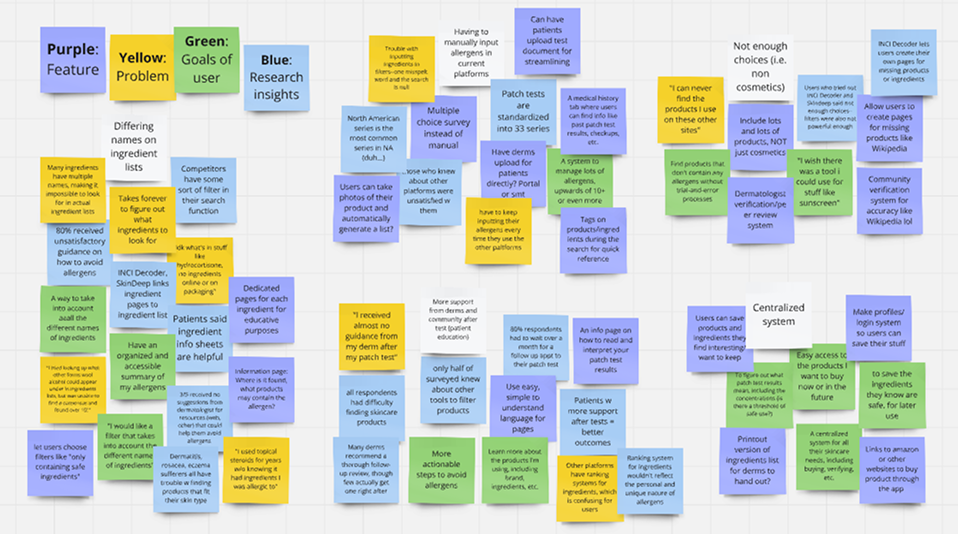 Purple:
Feature
Yellow:
Problem
Green:
Goals of
user
Blue:
Research
insights
Differing
names on
ingredient
lists
Many ingredients
have multiple
names, making it
impossible to look
for in actual
ingredient lists
Takes forever
to figure out
what
ingredients to
look for
Competitors
have some
sort of filter in
their search
function
80% received
unsatisfactory
guidance on
how to avoid
allergens
INCI Decoder,
SkinDeep links
ingredient
pages to
ingredient list
what's in stuff
like
hydrocortisone,
no ingredients
online or on
packaging"
A way to take
into account
aaall the
different names
of ingredients
Have an
organized and
accessible
summary of
my allergens
Patients said
ingredient
info sheets
are helpful
Dedicated
pages for each
ingredient for
educative
purposes
Information page:
Where is it found,
what products
may contain the
allergen?
3/5 received no
suggestions from
dermatologist for
resources (web,
other) that could
help them avoid
allergens.
let users choose
filters like "only
containing safe
ingredients"
"I would like a
filter that takes
into account the
different names
of ingredients"
Dermatitis,
rosacea, eczema
sufferers all have
trouble w finding
products that fit
their skin type
"I used topical
steroids for years
w/o knowing it
had ingredients I
was allergic to"
Trouble with
inputting
ingredients in
filters--one misspelt
word and the search
is null
Having to
manually input
allergens in
current
platforms
Can have
patients
upload test
document for
streamlining
North American
series is the
most common
series in NA
(duh...)
Multiple
choice survey
instead of
manual
Patch tests
are
standardized
into 33 series
A medical history
tab where users
can find info like
past patch test
results, checkups,
etc.
Users can take
photos of their
product and
automatically
generate a list?
those who knew
about other
platforms were
unsatisfied w
them
Have derms
upload for
patients
directly? Portal
or smt
A system to
manage lots of
allergens,
upwards of 10+
or even more
have to keep
inputting their
allergens every
time they use the
other platforms
Tags on
products/ingred
ients during the
search for quick
reference
Not enough
choices (i.e.
non
cosmetics)
INCI Decoder lets
users create their
own pages for
missing products
or ingredients
"I can never
find the
products I use
on these other
sites"
Include lots
and lots of
products, NOT
just cosmetics
Users who tried
INCI Decoder and
Skindeep said not
enough choices--
filters were also not
powerful enough
Allow users to
create pages for
missing products
like Wikipedia
Find products that
don't contain any
allergens without
trial-and-error
processes
Dermatologist
verification/pe
er review
system
"I wish there
was a tool i
could use for
stuff like
sunscreen"
Community
verification
system for
accuracy like
Wikipedia lol
"I received
almost no
guidance from
my derm after
my patch test"
More support
from derms and
community after
test (patient
education)
80% respondents
had to wait over a
month for a follow
up appt to their
patch test
An info page on
how to read and
interpret your
patch test
results
all respondents
had difficulty
finding skincare
products
only half of
surveyed knew
about other
tools to filter
products
Use easy,
simple to
understand
language for
pages
Patients w
more support
after tests =
better
outcomes
Many derms
recommend a
thorough follow-
up review, though
few actually get
one right after
More
actionable
steps to avoid
allergens
Learn more about
the products I'm
using, including
brand,
ingredients, etc.
Other platforms
have ranking
systems for
ingredients, which
is confusing for
users
Ranking system
for ingredients
wouldn't reflect
the personal and
unique nature of
allergens
Users can save
products and
ingredients they
find interesting/
want to keep
Centralized
system
Make profiles/
login system
so users can
save their stuff
To figure out what
patch test results
mean, including the
concentrations (is
there a threshold of
safe use?)
Easy access to
the products I
want to buy
now or in the
future
to save the
ingredients
they know are
safe, for later
use
Printout
version of
ingredients list
for derms to
hand out?
A centralized
system for all
their skincare
needs, including
buying, verifying,
etc.
Links to amazon
or other
websites to buy
product through
the app